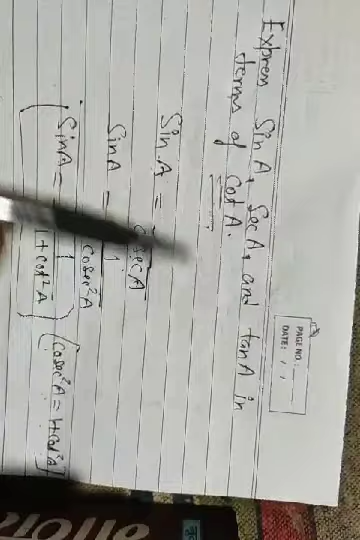 PAGE NO.:
DATE: / /
Express Sin A, Sec A, and tan A in
terms of Cot A.
Sin A = 1/cosec A
Sin A = 1/cosec²A
Sin A = 1/1+cot²A [cosec²A = 1+cot²A]